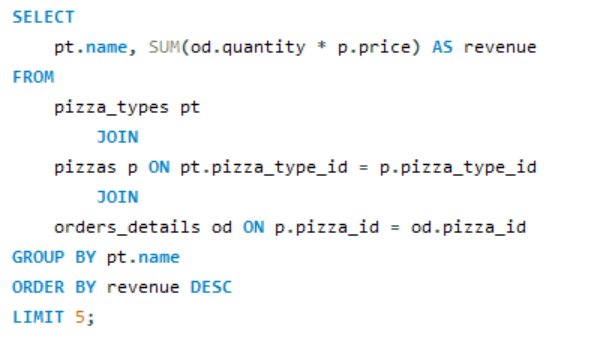 SELECT
    pt.name, SUM(od.quantity * p.price) AS revenue
FROM
    pizza_types pt
        JOIN
    pizzas p ON pt.pizza_type_id = p.pizza_type_id
        JOIN
    orders_details od ON p.pizza_id = od.pizza_id
GROUP BY pt.name
ORDER BY revenue DESC
LIMIT 5;